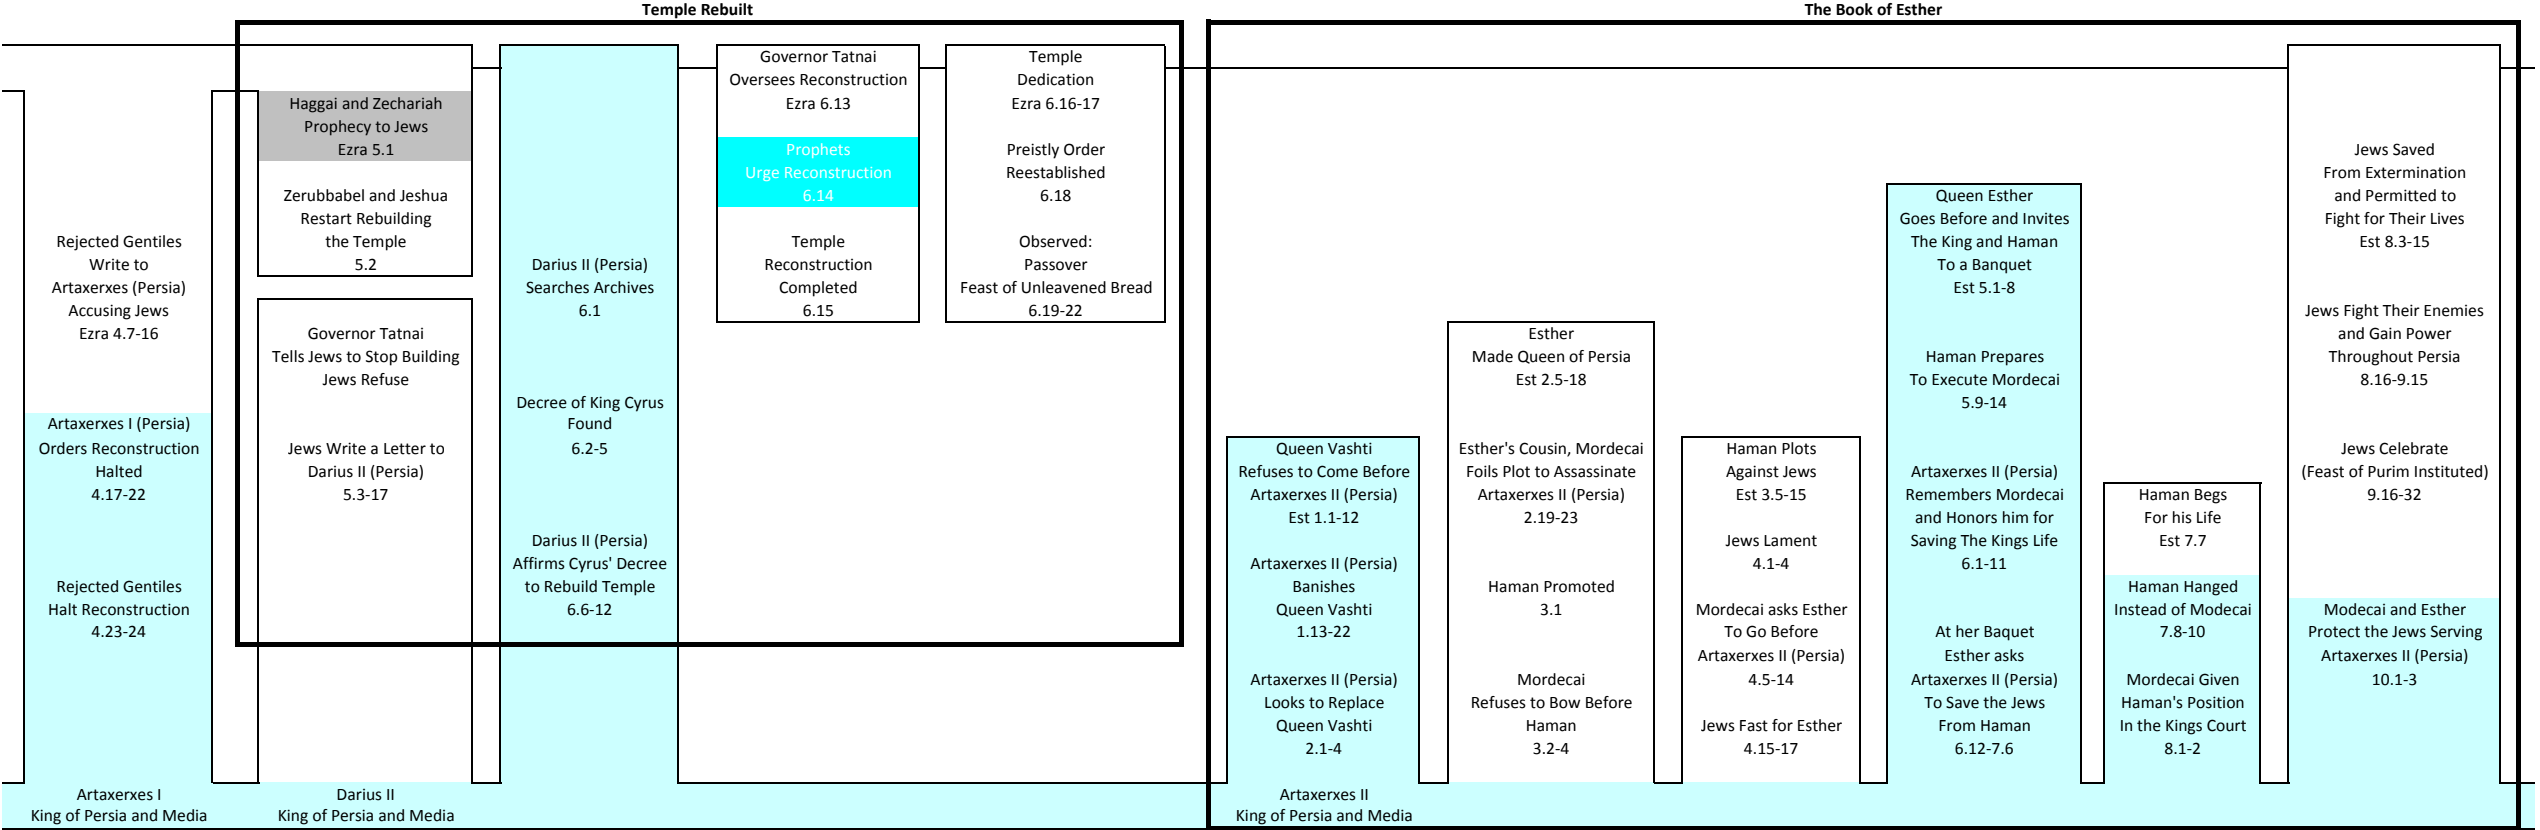 Temple Rebuilt
The Book of Esther
Rejected Gentiles
Write to
Artaxerxes (Persia)
Accusing Jews
Ezra 4.7-16
Artaxerxes I (Persia)
Orders Reconstruction
Halted
4.17-22
Rejected Gentiles
Halt Reconstruction
4.23-24
Haggai and Zechariah
Prophecy to Jews
Ezra 5.1
Zerubbabel and Jeshua
Restart Rebuilding
the Temple
5.2
Governor Tatnai
Tells Jews to Stop Building
Jews Refuse
Jews Write a Letter to
Darius II (Persia)
5.3-17
Darius II (Persia)
Searches Archives
6.1
Decree of King Cyrus
Found
6.2-5
Darius II (Persia)
Affirms Cyrus' Decree
to Rebuild Temple
6.6-12
Governor Tatnai
Oversees Reconstruction
Ezra 6.13
Prophets
Urge Reconstruction
6.14
Temple
Reconstruction
Completed
6.15
Temple
Dedication
Ezra 6.16-17
Preistly Order
Reestablished
6.18
Observed:
Passover
Feast of Unleavened Bread
6.19-22
Queen Vashti
Refuses to Come Before
Artaxerxes II (Persia)
Est 1.1-12
Artaxerxes II (Persia)
Banishes
Queen Vashti
1.13-22
Artaxerxes II (Persia)
Looks to Replace
Queen Vashti
2.1-4
Esther
Made Queen of Persia
Est 2.5-18
Esther's Cousin, Mordecai
Foils Plot to Assassinate
Artaxerxes II (Persia)
2.19-23
Haman Promoted
3.1
Mordecai
Refuses to Bow Before
Haman
3.2-4
Haman Plots
Against Jews
Est 3.5-15
Jews Lament
4.1-4
Mordecai asks Esther
To Go Before
Artaxerxes II (Persia)
4.5-14
Jews Fast for Esther
4.15-17
Queen Esther
Goes Before and Invites
The King and Haman
To a Banquet
Est 5.1-8
Haman Prepares
To Execute Mordecai
5.9-14
Artaxerxes II (Persia)
Remembers Mordecai
and Honors him for
Saving The Kings Life
6.1-11
At her Baquet
Esther asks
Artaxerxes II (Persia)
To Save the Jews
From Haman
6.12-7.6
Haman Begs
For his Life
Est 7.7
Haman Hanged
Instead of Modecai
7.8-10
Mordecai Given
Haman's Position
In the Kings Court
8.1-2
Jews Saved
From Extermination
and Permitted to
Fight for Their Lives
Est 8.3-15
Jews Fight Their Enemies
and Gain Power
Throughout Persia
8.16-9.15
Jews Celebrate
(Feast of Purim Instituted)
9.16-32
Modecai and Esther
Protect the Jews Serving
Artaxerxes II (Persia)
10.1-3
Artaxerxes I
King of Persia and Media
Darius II
King of Persia and Media
Artaxerxes II
King of Persia and Media